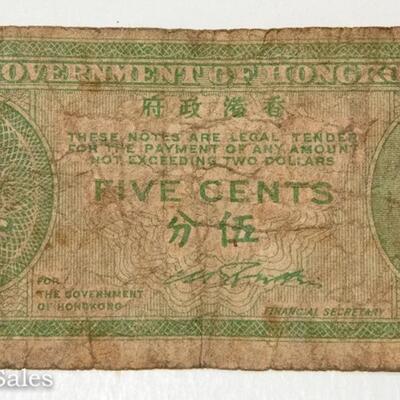 GOVERNMENT OF HONGKO
府政港香
THESE NOTES ARE LEGAL TENDER
FOR THE PAYMENT OF ANY AMOUNT
NOT EXCEEDING TWO DOLLARS
FIVE CENTS
分伍
FOR
THE GOVERNMENT
OF HONGKONG
FINANCIAL SECRETARY
Sales